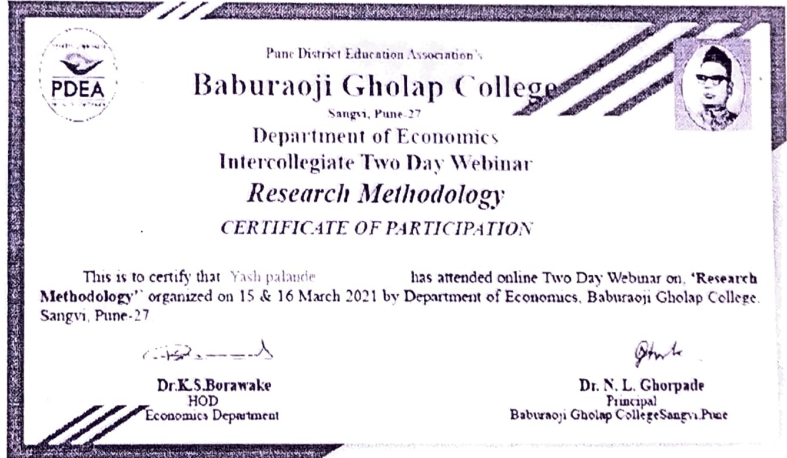 PDEA
Pune District Education Association's
Baburaoji Gholap College
Sangvi, Pune-27
Department of Economics
Intercollegiate Two Day Webinar
Research Methodology
CERTIFICATE OF PARTICIPATION
This is to certify that Yash palande has attended online Two Day Webinar on, "Research
Methodology" organized on 15 & 16 March 2021 by Department of Economics, Baburaoji Gholap College,
Sangvi, Pune-27
Dr.K.S.Borawake
HOD
Economics Department
Dr. N. L. Ghorpade
Principal
Baburaoji Gholap CollegeSangvi,Pune